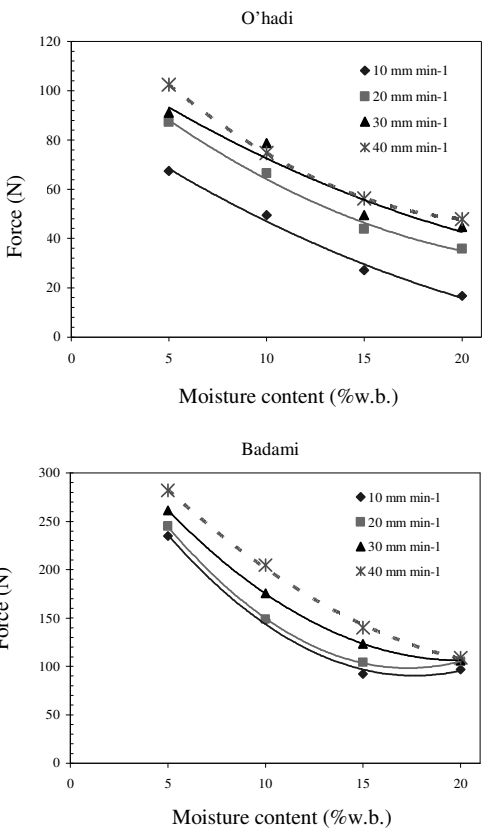 O’hadi
120
100
80
60
40
20
0
10 mm min-1
20 mm min-1
30 mm min-1
40 mm min-1
Force (N)
0 5 10 15 20
Moisture content (%w.b.)
Badami
300
250
200
150
100
50
0
10 mm min-1
20 mm min-1
30 mm min-1
40 mm min-1
Force (N)
0 5 10 15 20
Moisture content (%w.b.)